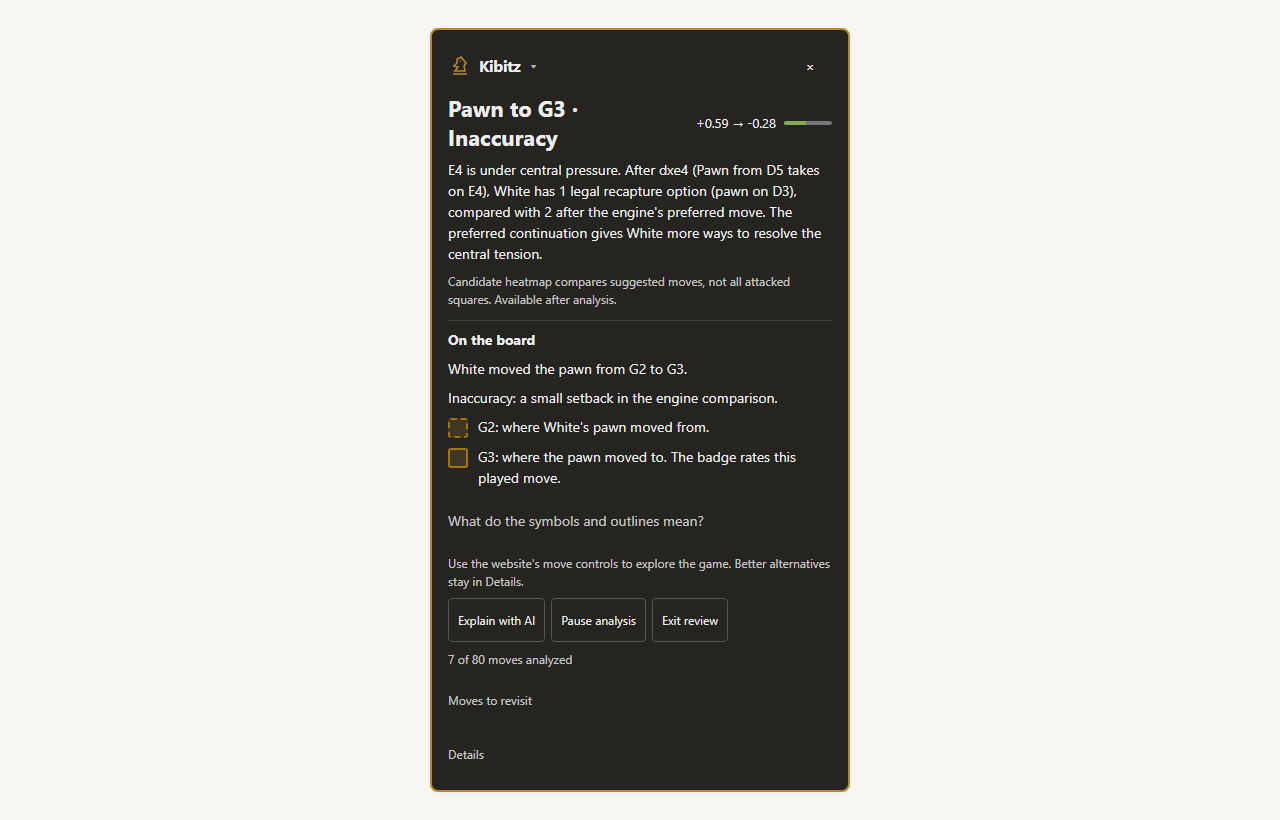 Kibitz
×
Pawn to G3 ·
Inaccuracy
+0.59 → -0.28
E4 is under central pressure. After dxe4 (Pawn from D5 takes
on E4), White has 1 legal recapture option (pawn on D3),
compared with 2 after the engine's preferred move. The
preferred continuation gives White more ways to resolve the
central tension.
Candidate heatmap compares suggested moves, not all attacked
squares. Available after analysis.
On the board
White moved the pawn from G2 to G3.
Inaccuracy: a small setback in the engine comparison.
G2: where White's pawn moved from.
G3: where the pawn moved to. The badge rates this
played move.
What do the symbols and outlines mean?
Use the website's move controls to explore the game. Better alternatives
stay in Details.
Explain with AI
Pause analysis
Exit review
7 of 80 moves analyzed
Moves to revisit
Details